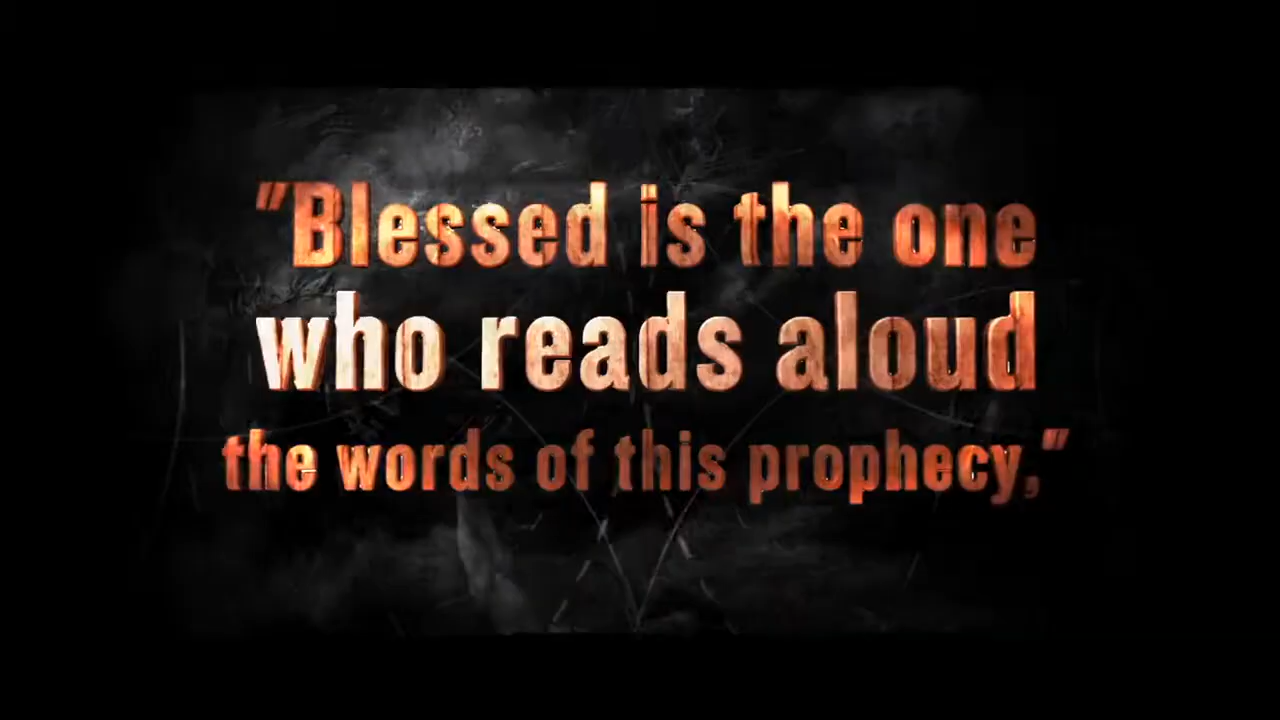 "Blessed is the one
who reads aloud
the words of this prophecy,"